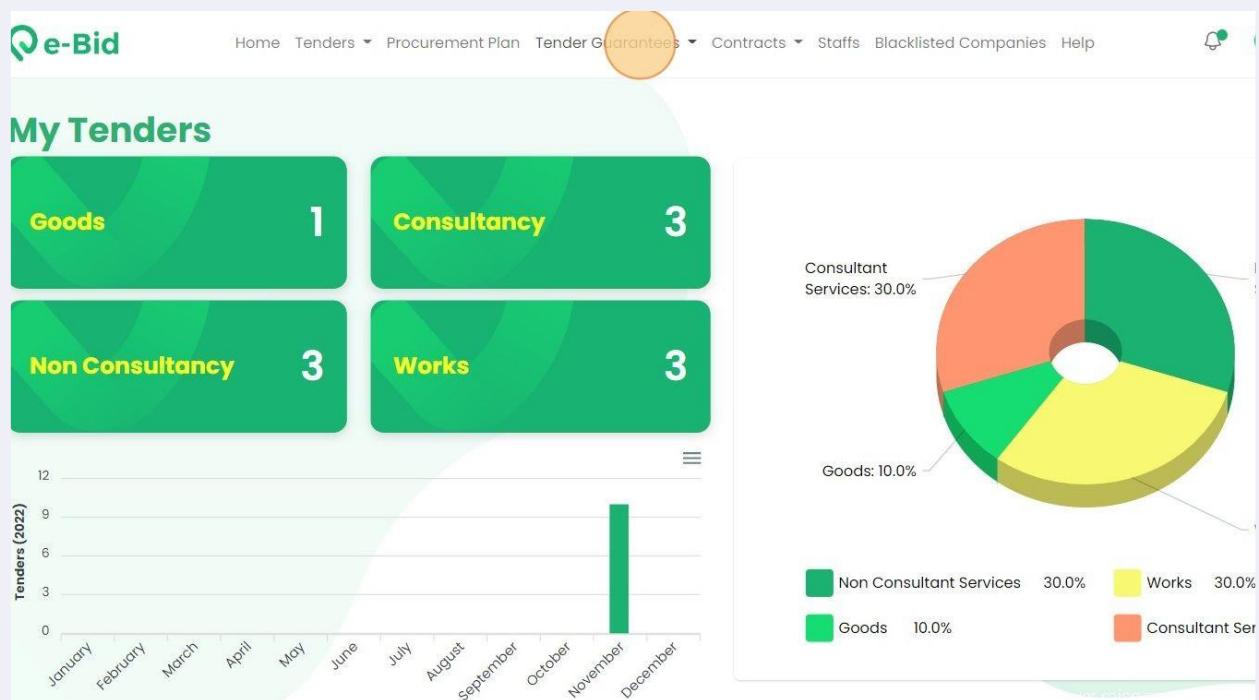 e-Bid
Home Tenders Procurement Plan Tender Guarantees Contracts Staffs Blacklisted Companies Help
My Tenders
Goods 1
Consultancy 3
Non Consultancy 3
Works 3
Consultant
Services: 30.0%
Goods: 10.0%
Tenders (2022)
12
9
6
3
0
January February March April May June July August September October November December
Non Consultant Services 30.0% Works 30.0%
Goods 10.0% Consultant Ser